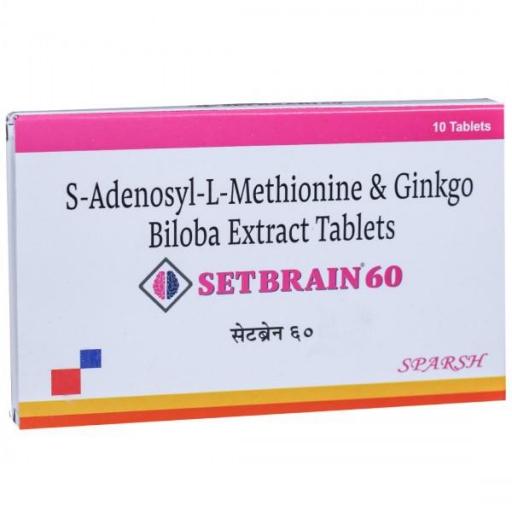 10 Tablets
S-Adenosyl-L-Methionine & Ginkgo
Biloba Extract Tablets
SETBRAIN® 60
सेटब्रेन ६०
SPARSH